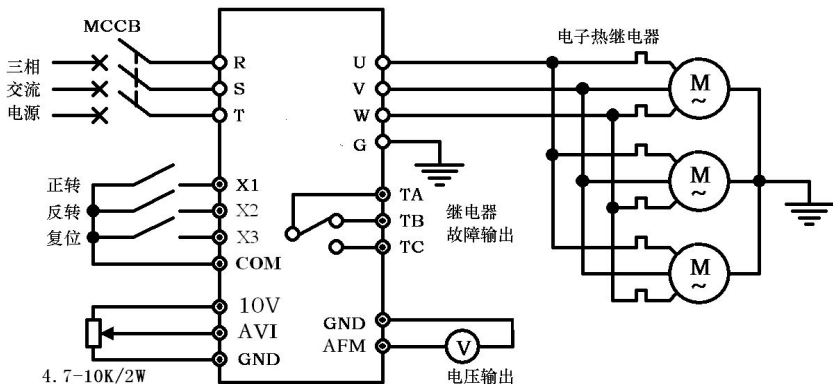 MCCB
三相
交流
电源
R
S
T
U
V
W
G
电子热继电器
M
~
M
~
M
~
正转
反转
复位
X1
X2
X3
COM
TA
TB
TC
继电器
故障输出
10V
AVI
GND
4.7-10K/2W
GND
AFM
V
电压输出